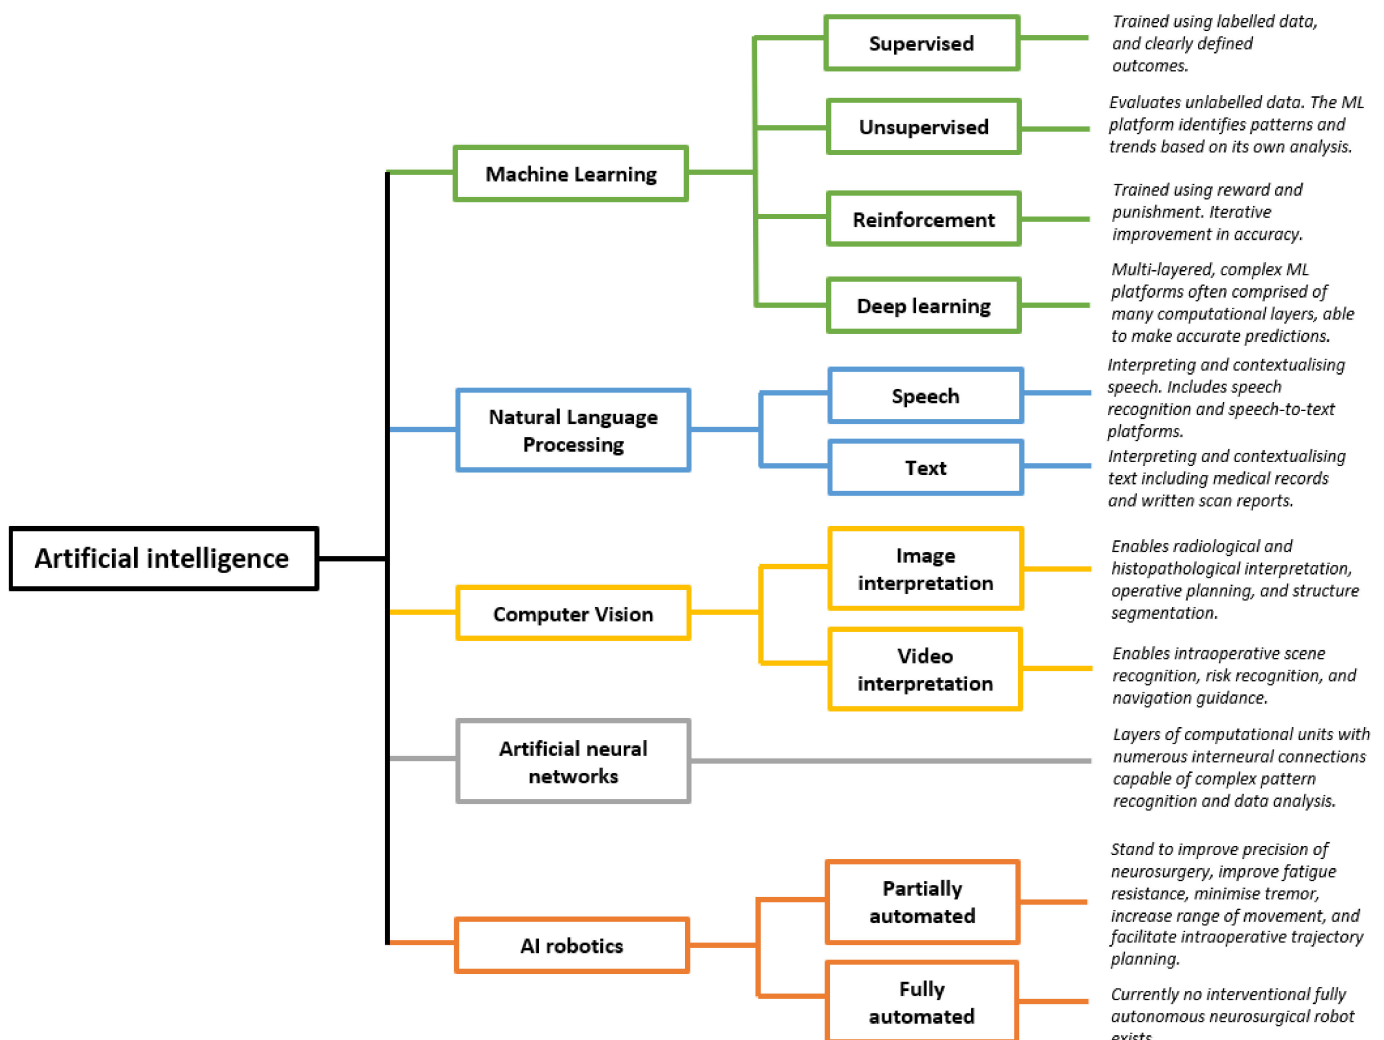 Supervised
Trained using labelled data,
and clearly defined
outcomes.
Unsupervised
Evaluates unlabelled data. The ML
platform identifies patterns and
trends based on its own analysis.
Machine Learning
Reinforcement
Trained using reward and
punishment. Iterative
improvement in accuracy.
Deep learning
Multi-layered, complex ML
platforms often comprised of
many computational layers, able
to make accurate predictions.
Natural Language
Processing
Speech
Interpreting and contextualising
speech. Includes speech
recognition and speech-to-text
platforms.
Text
Interpreting and contextualising
text including medical records
and written scan reports.
Artificial intelligence
Computer Vision
Image
interpretation
Enables radiological and
histopathological interpretation,
operative planning, and structure
segmentation.
Video
interpretation
Enables intraoperative scene
recognition, risk recognition, and
navigation guidance.
Artificial neural
networks
Layers of computational units with
numerous interneural connections
capable of complex pattern
recognition and data analysis.
AI robotics
Partially
automated
Stand to improve precision of
neurosurgery, improve fatigue
resistance, minimise tremor,
increase range of movement, and
facilitate intraoperative trajectory
planning.
Fully
automated
Currently no interventional fully
autonomous neurosurgical robot
exists